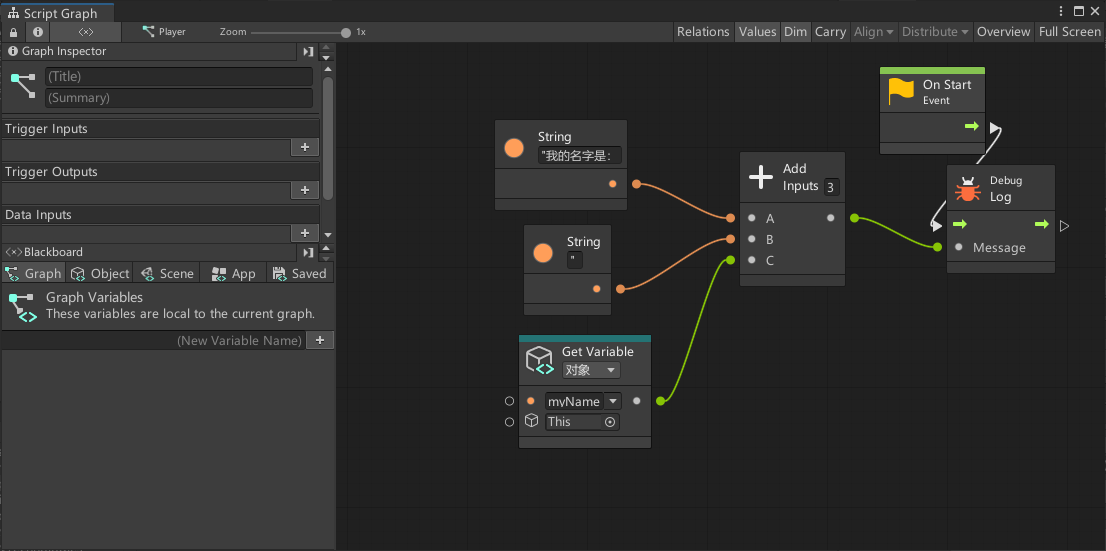 Script Graph
Player
Zoom
1x
Relations
Values
Dim
Carry
Align
Distribute
Overview
Full Screen
Graph Inspector
(Title)
(Summary)
Trigger Inputs
Trigger Outputs
Data Inputs
Blackboard
Graph
Object
Scene
App
Saved
Graph Variables
These variables are local to the current graph.
(New Variable Name)
String
"我的名字是：
String
"
Get Variable
对象
myName
This
Add
Inputs 3
A
B
C
On Start
Event
Debug
Log
Message